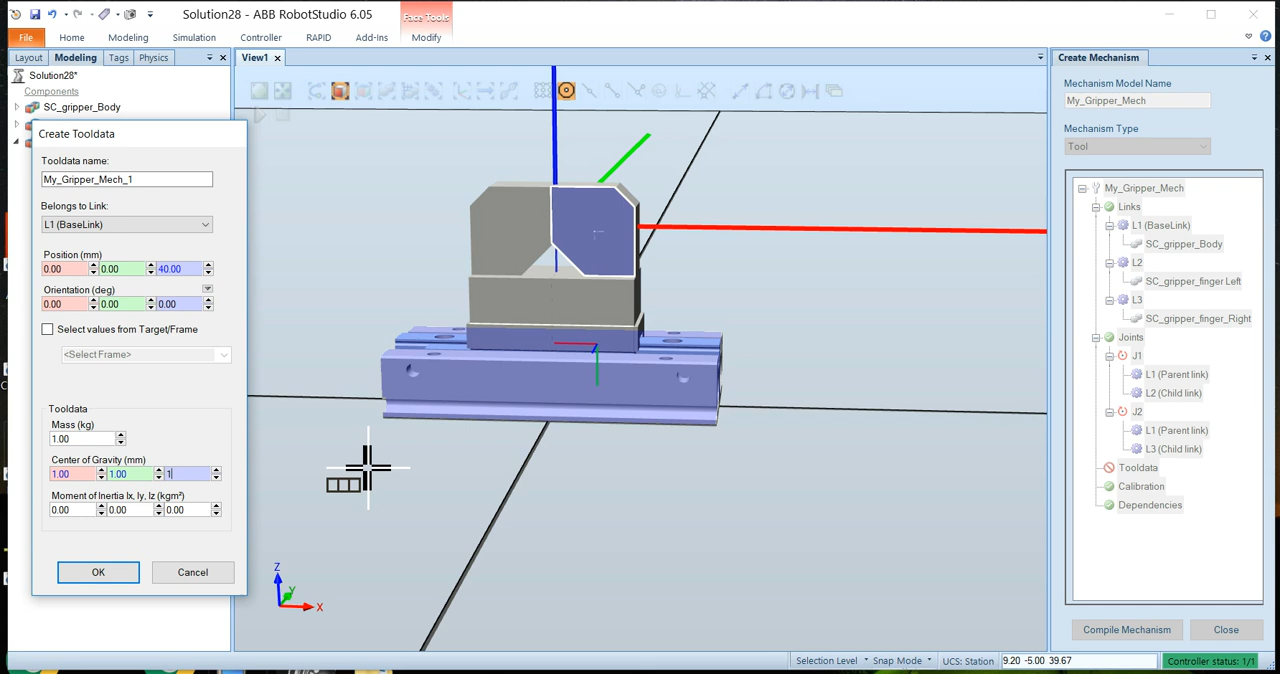 Solution28 - ABB RobotStudio 6.05
Face Tools
File
Home
Modeling
Simulation
Controller
RAPID
Add-Ins
Modify
Layout
Modeling
Tags
Physics
View1
Create Mechanism
Solution28*
Components
SC_gripper_Body
Create Tooldata
Tooldata name:
My_Gripper_Mech_1
Belongs to Link:
L1 (BaseLink)
Position (mm)
0.00 0.00 40.00
Orientation (deg)
0.00 0.00 0.00
Select values from Target/Frame
<Select Frame>
Tooldata
Mass (kg)
1.00
Center of Gravity (mm)
1.00 1.00 1
Moment of Inertia Ix, Iy, Iz (kgm²)
0.00 0.00 0.00
OK Cancel
Z
Y
X
Mechanism Model Name
My_Gripper_Mech
Mechanism Type
Tool
My_Gripper_Mech
Links
L1 (BaseLink)
SC_gripper_Body
L2
SC_gripper_finger Left
L3
SC_gripper_finger_Right
Joints
J1
L1 (Parent link)
L2 (Child link)
J2
L1 (Parent link)
L3 (Child link)
Tooldata
Calibration
Dependencies
Compile Mechanism Close
Selection Level Snap Mode UCS: Station 9.20 -5.00 39.67 Controller status: 1/1